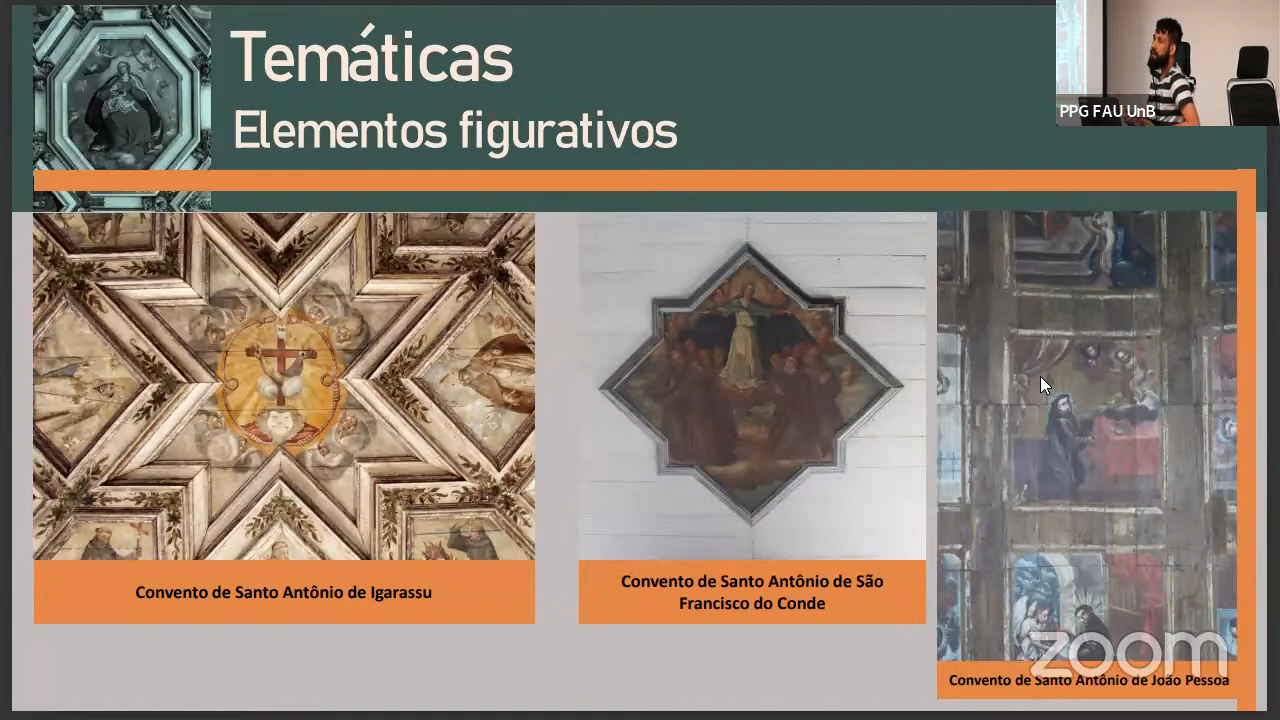 Temáticas
Elementos figurativos
PPG FAU UnB
Convento de Santo Antônio de Igarassu
Convento de Santo Antônio de São
Francisco do Conde
zoom
Convento de Santo Antônio de João Pessoa